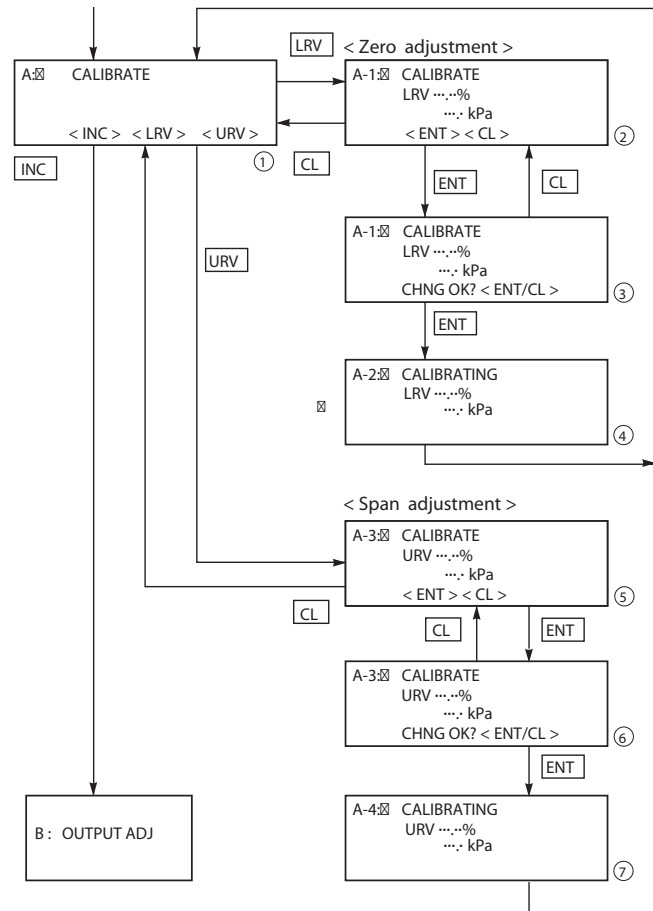 LRV < Zero adjustment >
A: CALIBRATE
< INC > < LRV > < URV >
①
A-1: CALIBRATE
LRV ···.··%
···.· kPa
< ENT > < CL >
②
CL
INC
ENT
CL
URV
A-1: CALIBRATE
LRV ···.··%
···.· kPa
CHNG OK? < ENT/CL >
③
ENT
A-2: CALIBRATING
LRV ···.··%
···.· kPa
④
< Span adjustment >
A-3: CALIBRATE
URV ···.··%
···.· kPa
< ENT > < CL >
⑤
CL
CL
ENT
A-3: CALIBRATE
URV ···.··%
···.· kPa
CHNG OK? < ENT/CL >
⑥
ENT
B : OUTPUT ADJ
A-4: CALIBRATING
URV ···.··%
···.· kPa
⑦